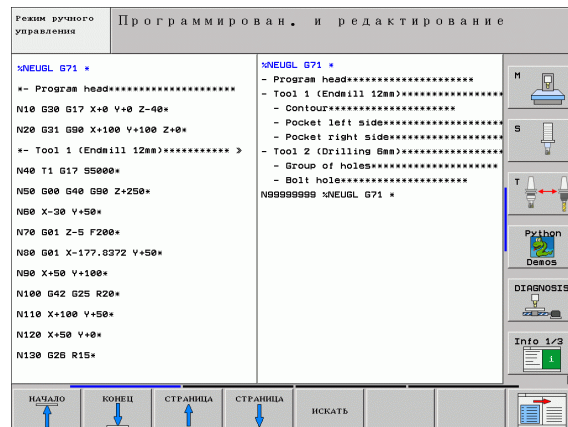 Режим ручного
управления
Программирован. и редактирование
%NEUGL G71 *
*- Program head*********************
N10 G30 G17 X+0 Y+0 Z-40*
N20 G31 G90 X+100 Y+100 Z+0*
*- Tool 1 (Endmill 12mm)*********** »
N40 T1 G17 S5000*
N50 G00 G40 G90 Z+250*
N60 X-30 Y+50*
N70 G01 Z-5 F200*
N80 G01 X-177.8372 Y+50*
N90 X+50 Y+100*
N100 G42 G25 R20*
N110 X+100 Y+50*
N120 X+50 Y+0*
N130 G26 R15*
%NEUGL G71 *
- Program head*********************
- Tool 1 (Endmill 12mm)*****************
- Contour*********************
- Pocket left side*******************
- Pocket right side******************
- Tool 2 (Drilling 6mm)*****************
- Group of holes*********************
- Bolt hole*********************
N99999999 %NEUGL G71 *
M
S
T
Python
Demos
DIAGNOSIS
Info 1/3
НАЧАЛО
КОНЕЦ
СТРАНИЦА
СТРАНИЦА
ИСКАТЬ